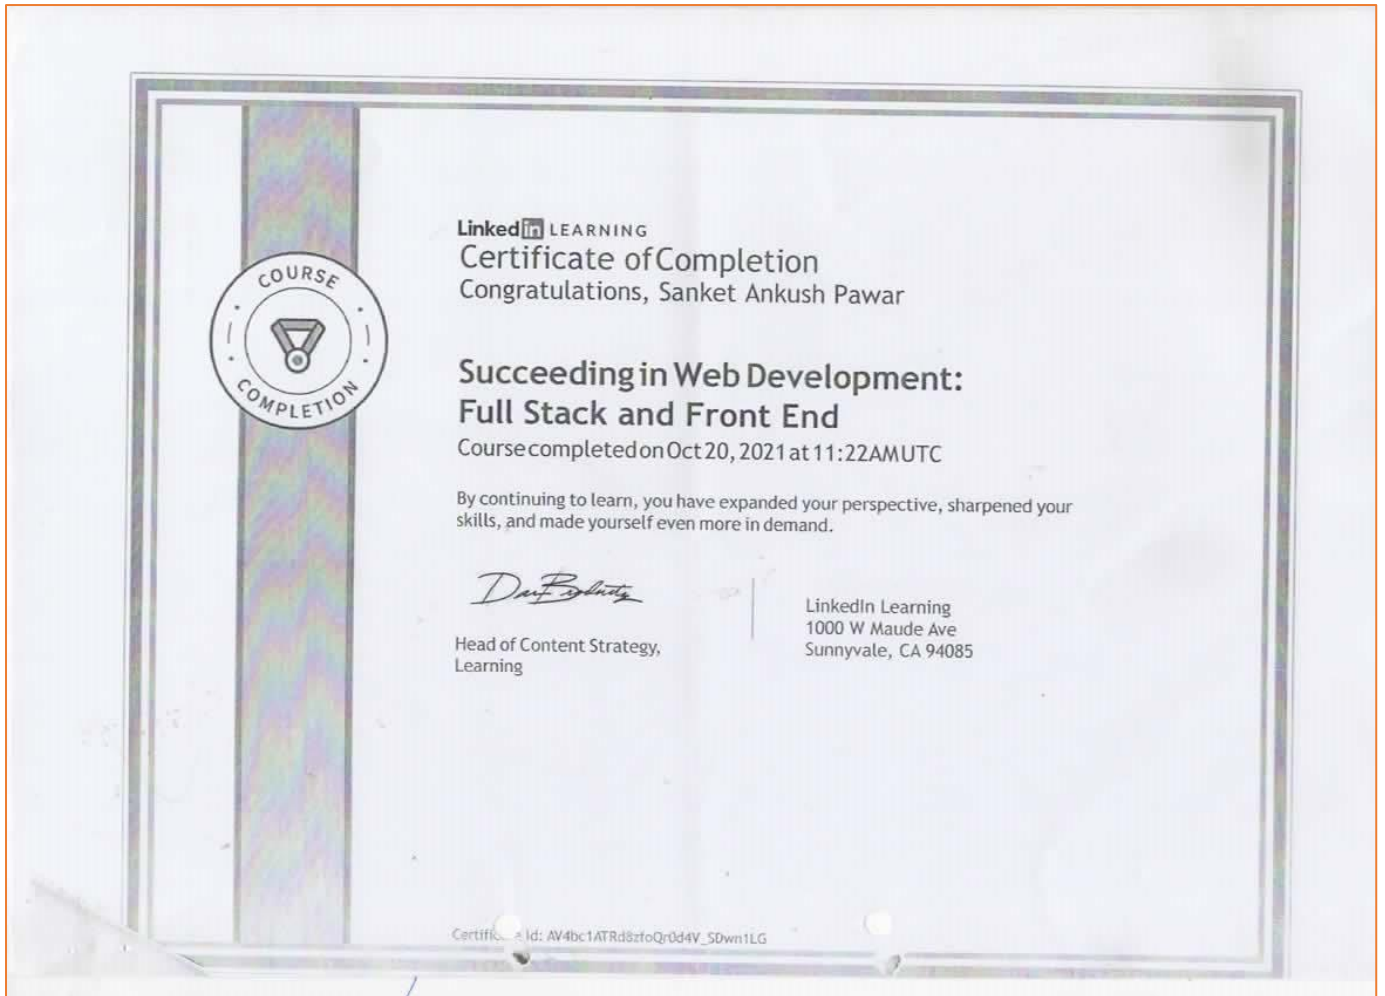 COURSE
COMPLETION
Linkedin LEARNING
Certificate of Completion
Congratulations, Sanket Ankush Pawar
Succeeding in Web Development:
Full Stack and Front End
Course completed on Oct 20, 2021 at 11:22AM UTC
By continuing to learn, you have expanded your perspective, sharpened your
skills, and made yourself even more in demand.
Head of Content Strategy,
Learning
LinkedIn Learning
1000 W Maude Ave
Sunnyvale, CA 94085
Id: